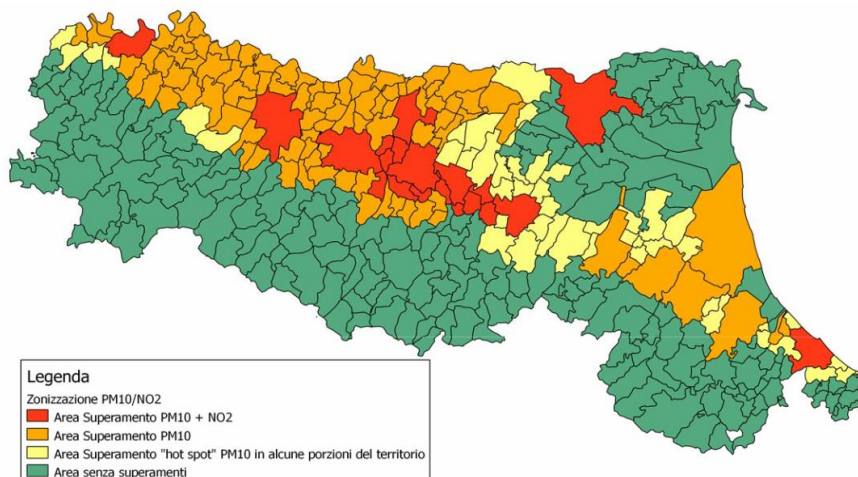 Legenda
Zonizzazione PM10/NO2
Area Superamento PM10 + NO2
Area Superamento PM10
Area Superamento "hot spot" PM10 in alcune porzioni del territorio
Area senza superamenti